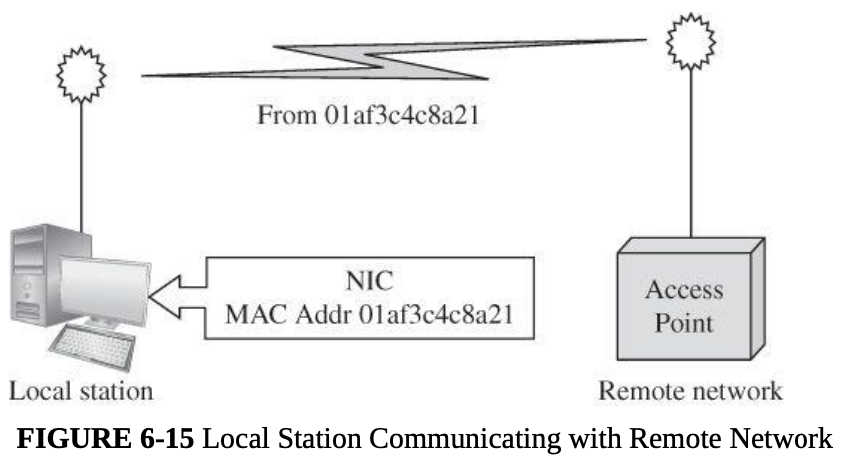 From 01af3c4c8a21
NIC
MAC Addr 01af3c4c8a21
Access
Point
Local station
Remote network
FIGURE 6-15 Local Station Communicating with Remote Network